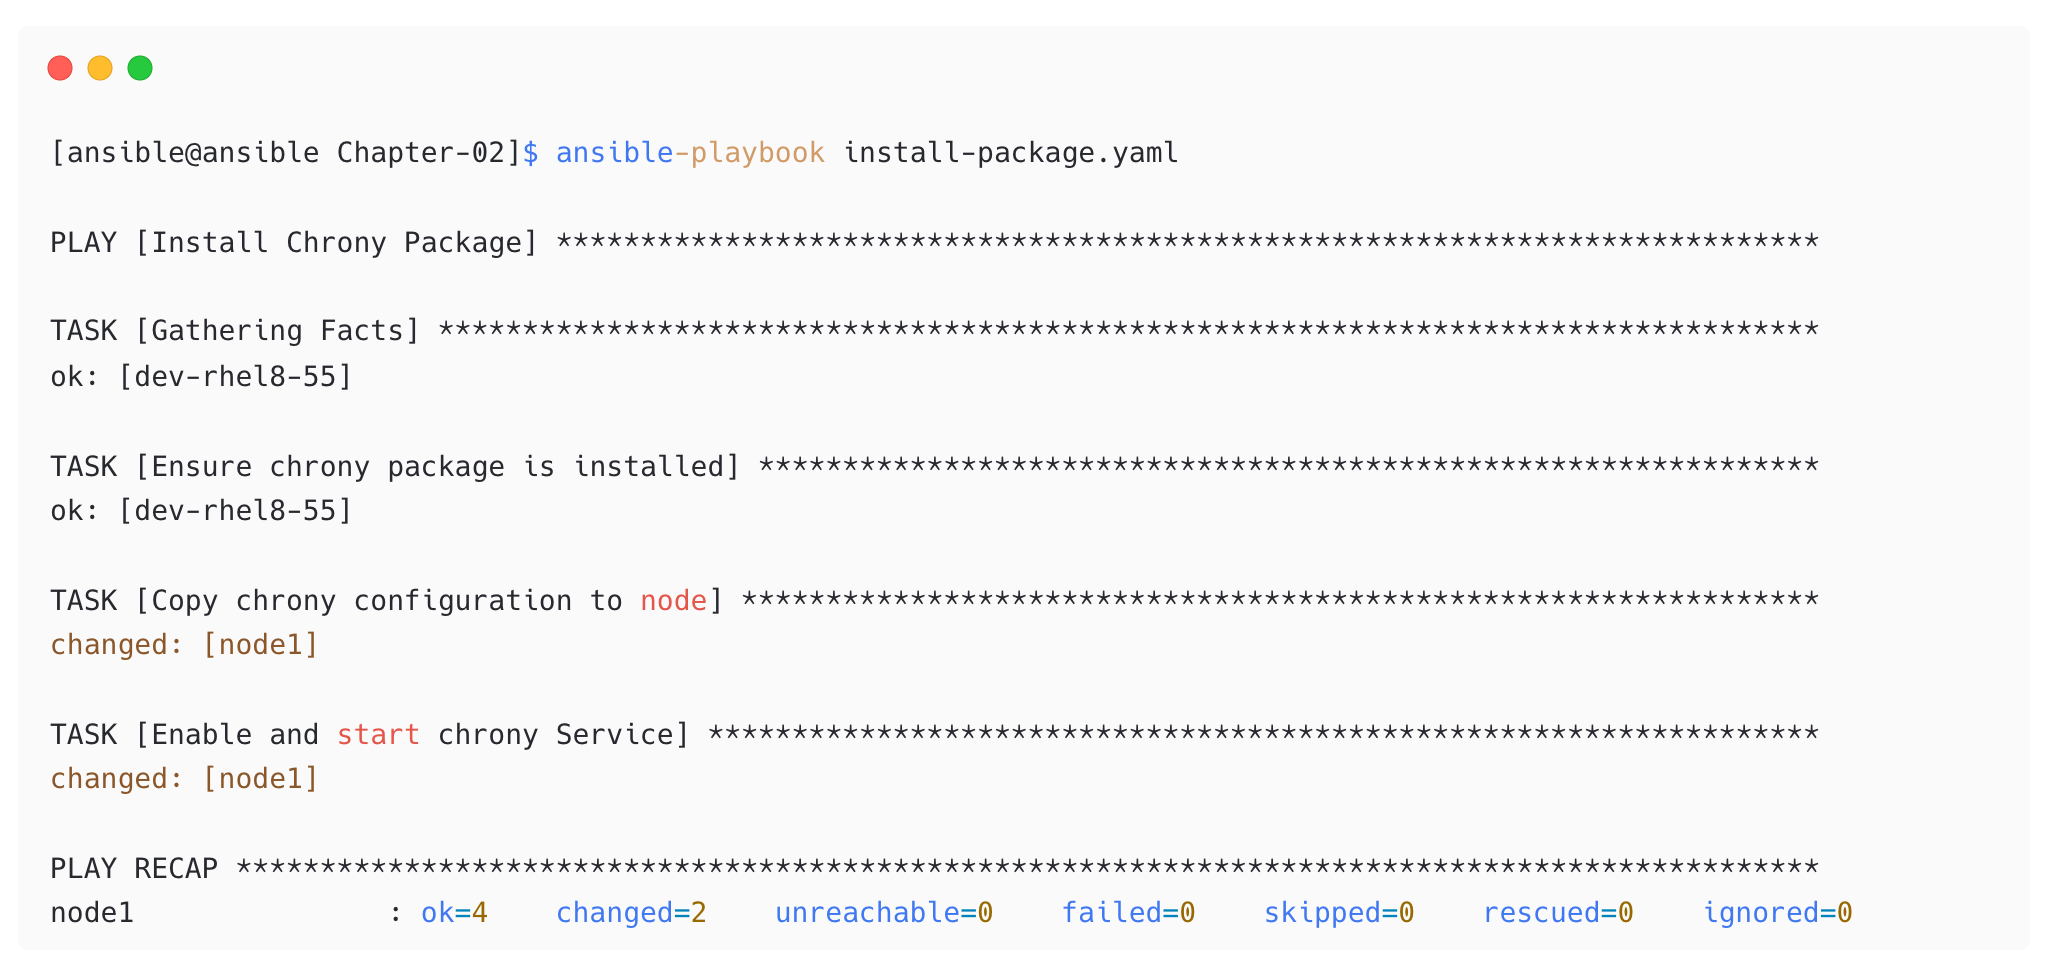 [ansible@ansible Chapter-02]$ ansible-playbook install-package.yaml
PLAY [Install Chrony Package] ***************************************************************************
TASK [Gathering Facts] **********************************************************************************
ok: [dev-rhel8-55]
TASK [Ensure chrony package is installed] ***************************************************************
ok: [dev-rhel8-55]
TASK [Copy chrony configuration to node] ****************************************************************
changed: [node1]
TASK [Enable and start chrony Service] ******************************************************************
changed: [node1]
PLAY RECAP **********************************************************************************************
node1               : ok=4    changed=2    unreachable=0    failed=0    skipped=0    rescued=0    ignored=0